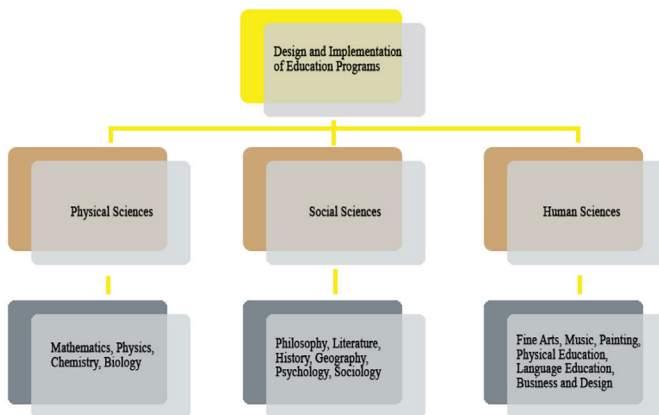 Design and Implementation
of Education Programs
Physical Sciences
Social Sciences
Human Sciences
Mathematics, Physics,
Chemistry, Biology
Philosophy, Literature,
History, Geography,
Psychology, Sociology
Fine Arts, Music, Painting,
Physical Education,
Language Education,
Business and Design